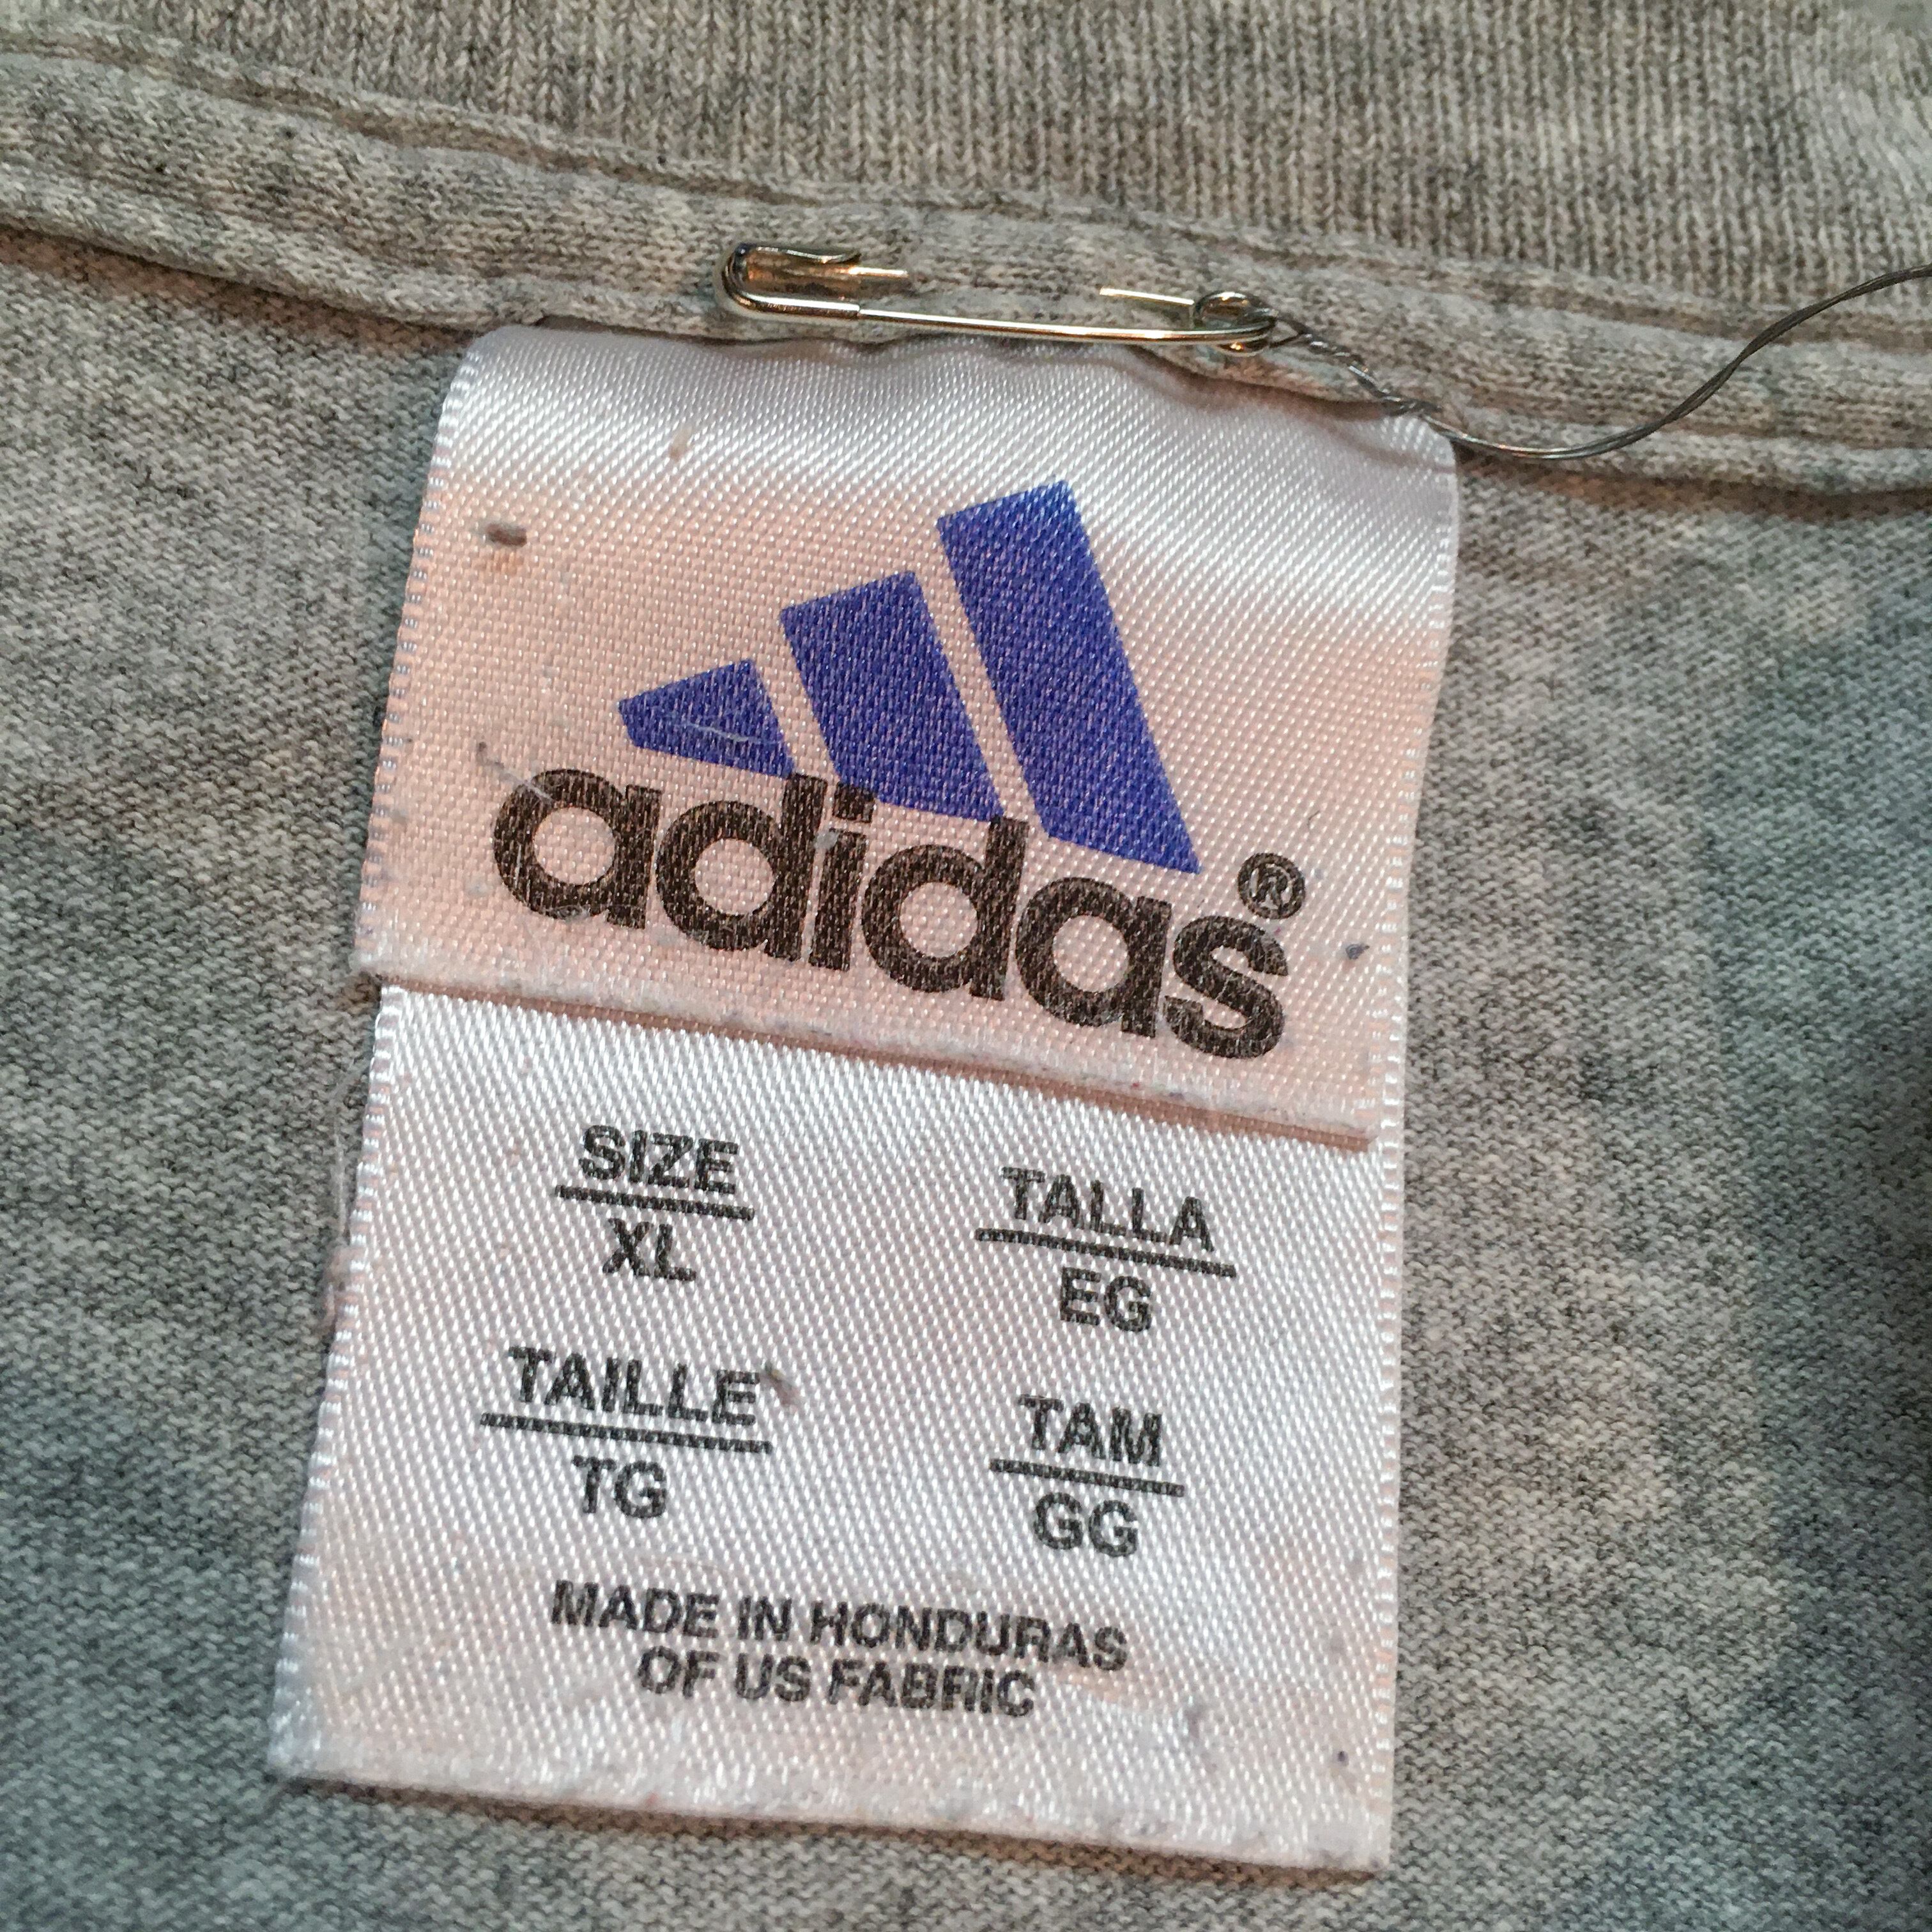 adidas®
SIZE TALLA
XL EG
TAILLE TAM
TG GG
MADE IN HONDURAS
OF US FABRIC